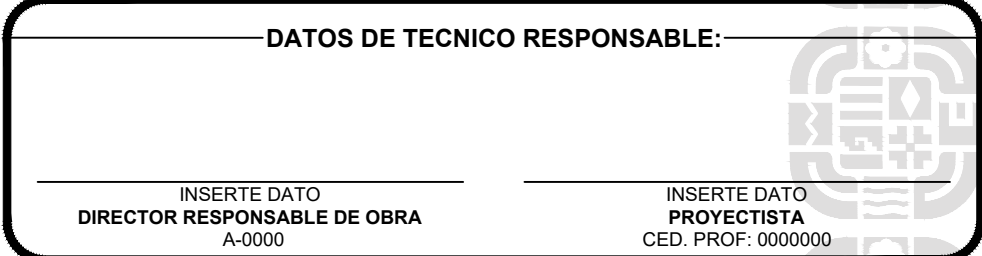 DATOS DE TECNICO RESPONSABLE:
INSERTE DATO
DIRECTOR RESPONSABLE DE OBRA
A-0000
INSERTE DATO
PROYECTISTA
CED. PROF: 0000000